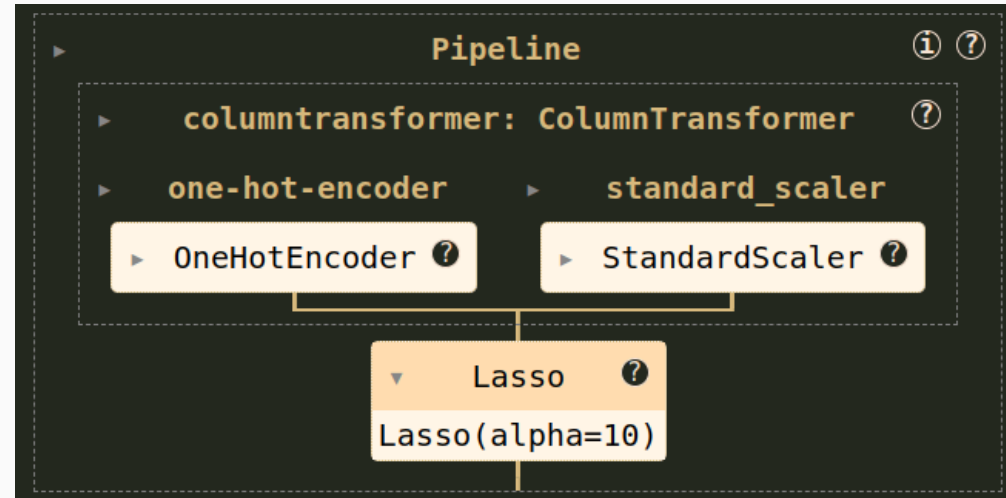 Pipeline i ?
columntransformer: ColumnTransformer ?
one-hot-encoder standard_scaler
OneHotEncoder ? StandardScaler ?
Lasso ?
Lasso(alpha=10)